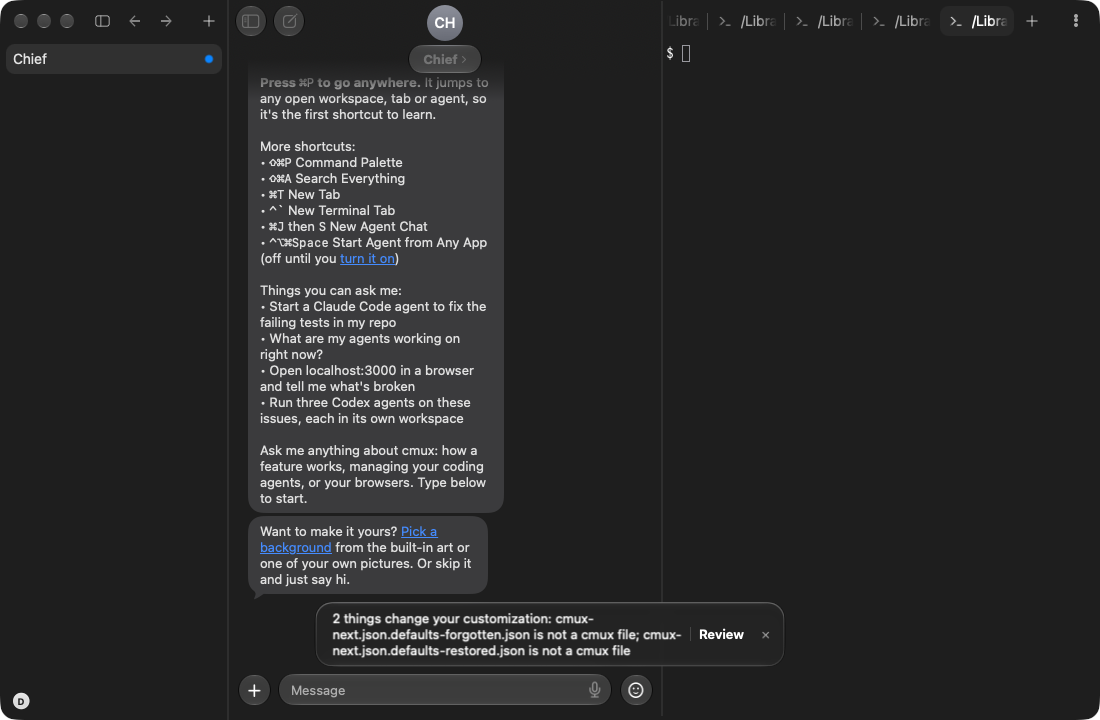 Chief
CH
Chief ›
Press ⌘P to go anywhere. It jumps to
any open workspace, tab or agent, so
it's the first shortcut to learn.
More shortcuts:
• ⇧⌘P Command Palette
• ⇧⌘A Search Everything
• ⌘T New Tab
• ^` New Terminal Tab
• ⌘J then S New Agent Chat
• ^⌥⌘Space Start Agent from Any App
(off until you turn it on)
Things you can ask me:
• Start a Claude Code agent to fix the
failing tests in my repo
• What are my agents working on
right now?
• Open localhost:3000 in a browser
and tell me what's broken
• Run three Codex agents on these
issues, each in its own workspace
Ask me anything about cmux: how a
feature works, managing your coding
agents, or your browsers. Type below
to start.
Want to make it yours? Pick a
background from the built-in art or
one of your own pictures. Or skip it
and just say hi.
2 things change your customization: cmux-
next.json.defaults-forgotten.json is not a cmux file; cmux-
next.json.defaults-restored.json is not a cmux file
Review
×
Message
D
Libra >_ /Libra >_ /Libra >_ /Libra >_ /Libra
$